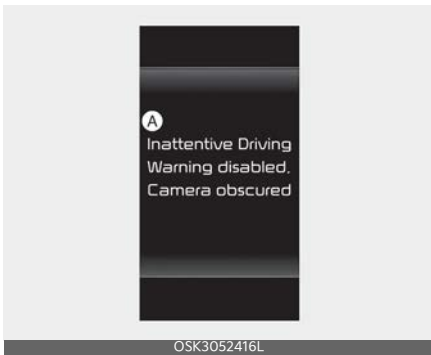 A
Inattentive Driving
Warning disabled,
Camera obscured
OSK3052416L